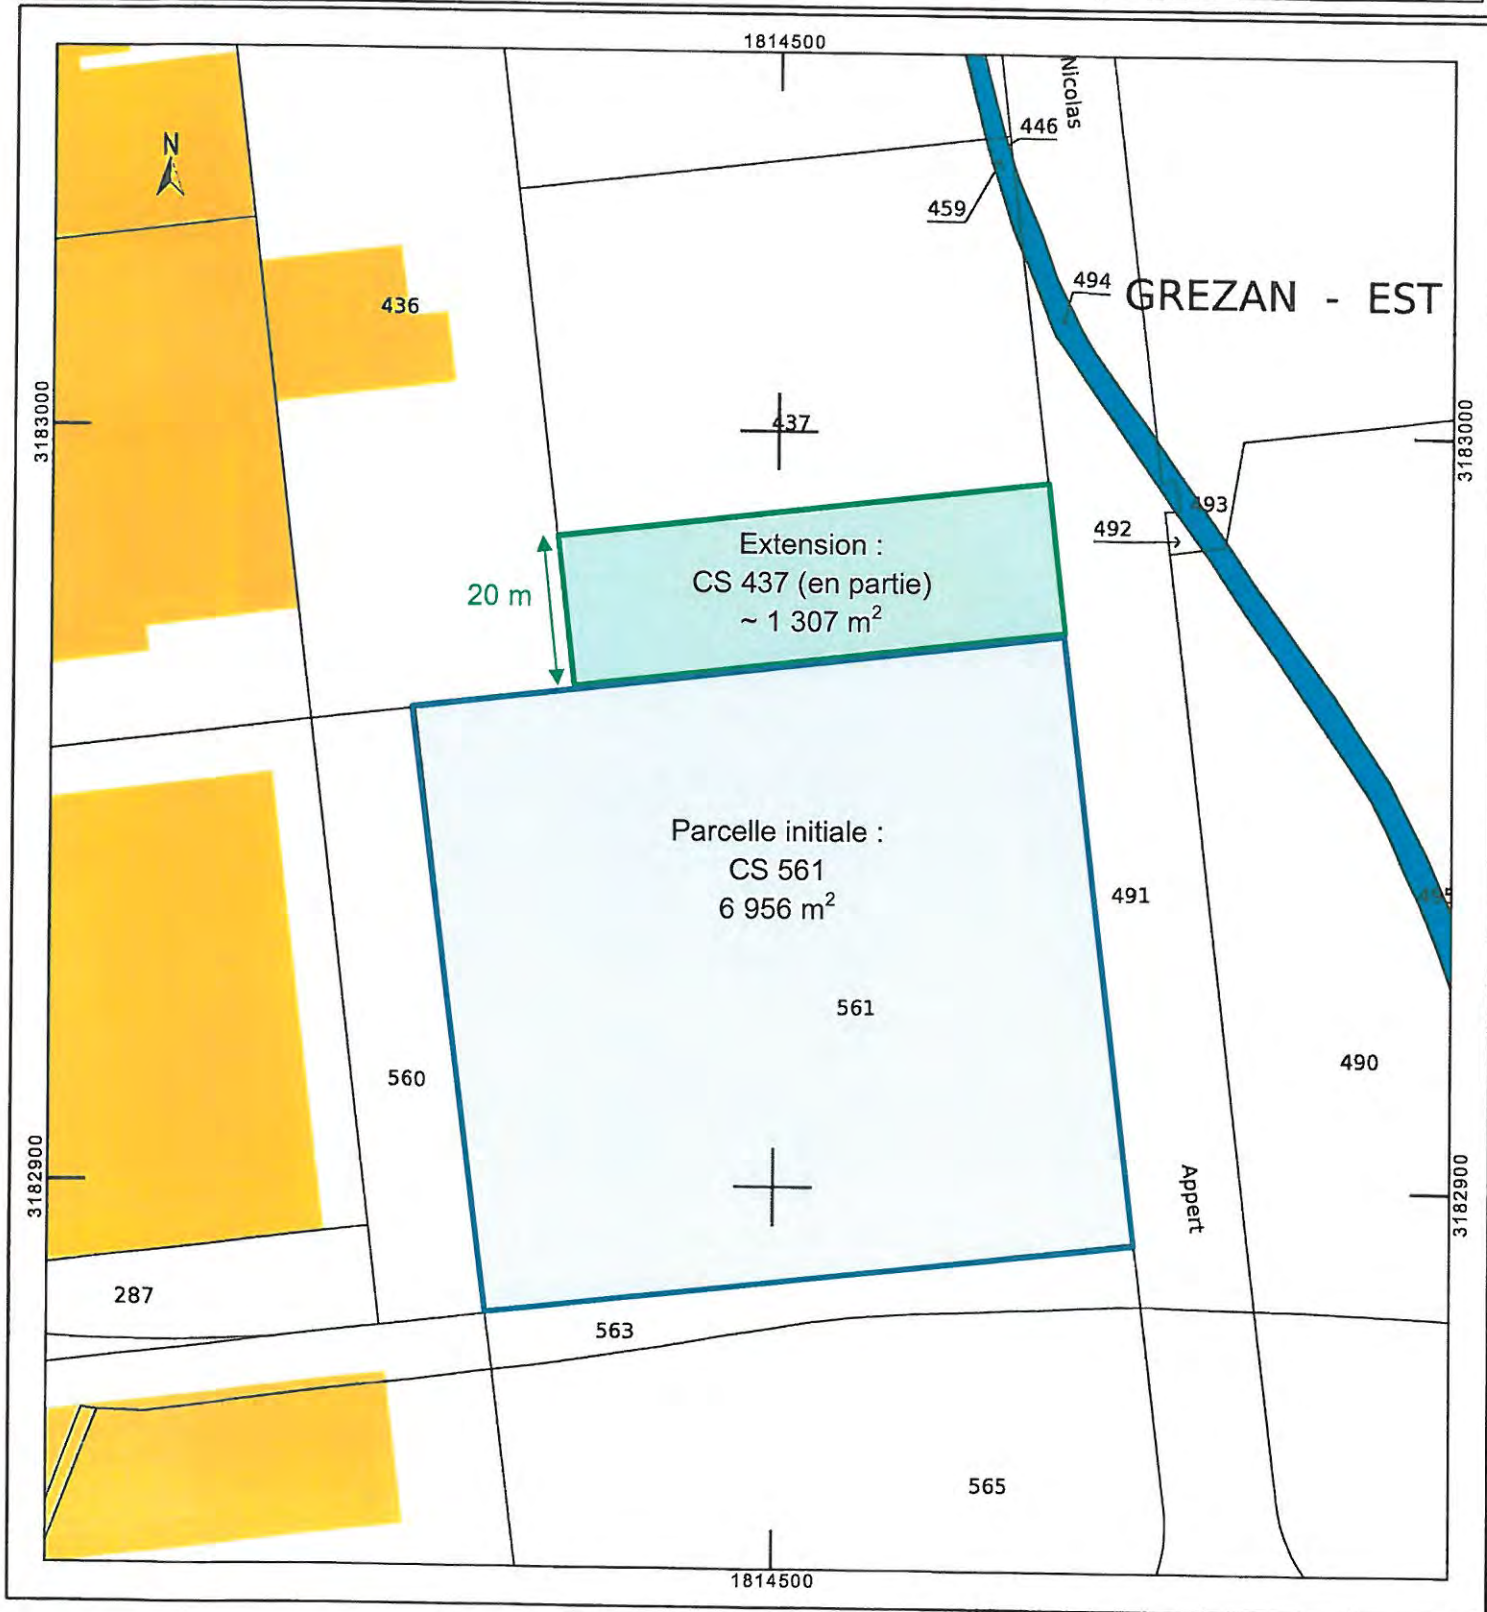 1814500
Nicolas
446
N
459
494
GREZAN - EST
436
3183000
3183000
437
493
492
Extension :
CS 437 (en partie)
~ 1 307 m²
20 m
Parcelle initiale :
CS 561
6 956 m²
491
495
561
490
560
3182900
3182900
Appert
287
563
565
1814500